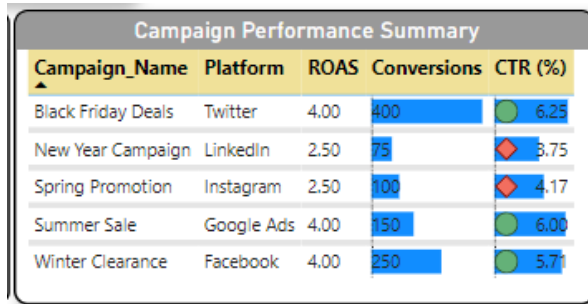 Campaign Performance Summary
Campaign_Name Platform ROAS Conversions CTR (%)
Black Friday Deals Twitter 4.00 400 6.25
New Year Campaign LinkedIn 2.50 75 3.75
Spring Promotion Instagram 2.50 100 4.17
Summer Sale Google Ads 4.00 150 6.00
Winter Clearance Facebook 4.00 250 5.71